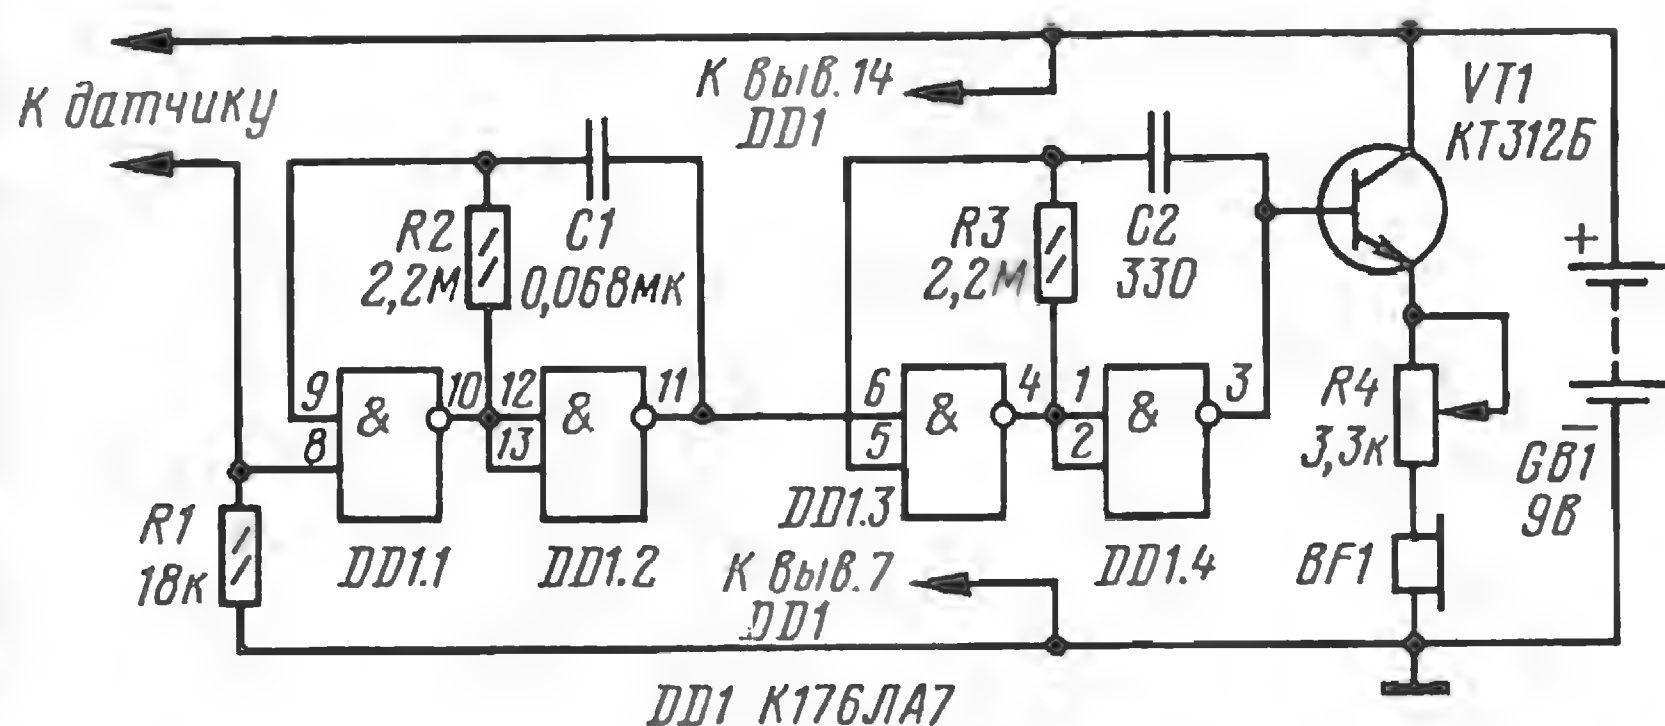 К датчику
К выв.14
DD1
VT1
КТ312Б
R2
2,2М
C1
0,068мк
R3
2,2М
C2
330
+
9
8
&
10
12
13
&
11
6
5
&
4
1
2
&
3
R4
3,3к
GB1
9В
R1
18к
DD1.1
DD1.2
DD1.3
К выв.7
DD1
DD1.4
BF1
DD1 К176ЛА7